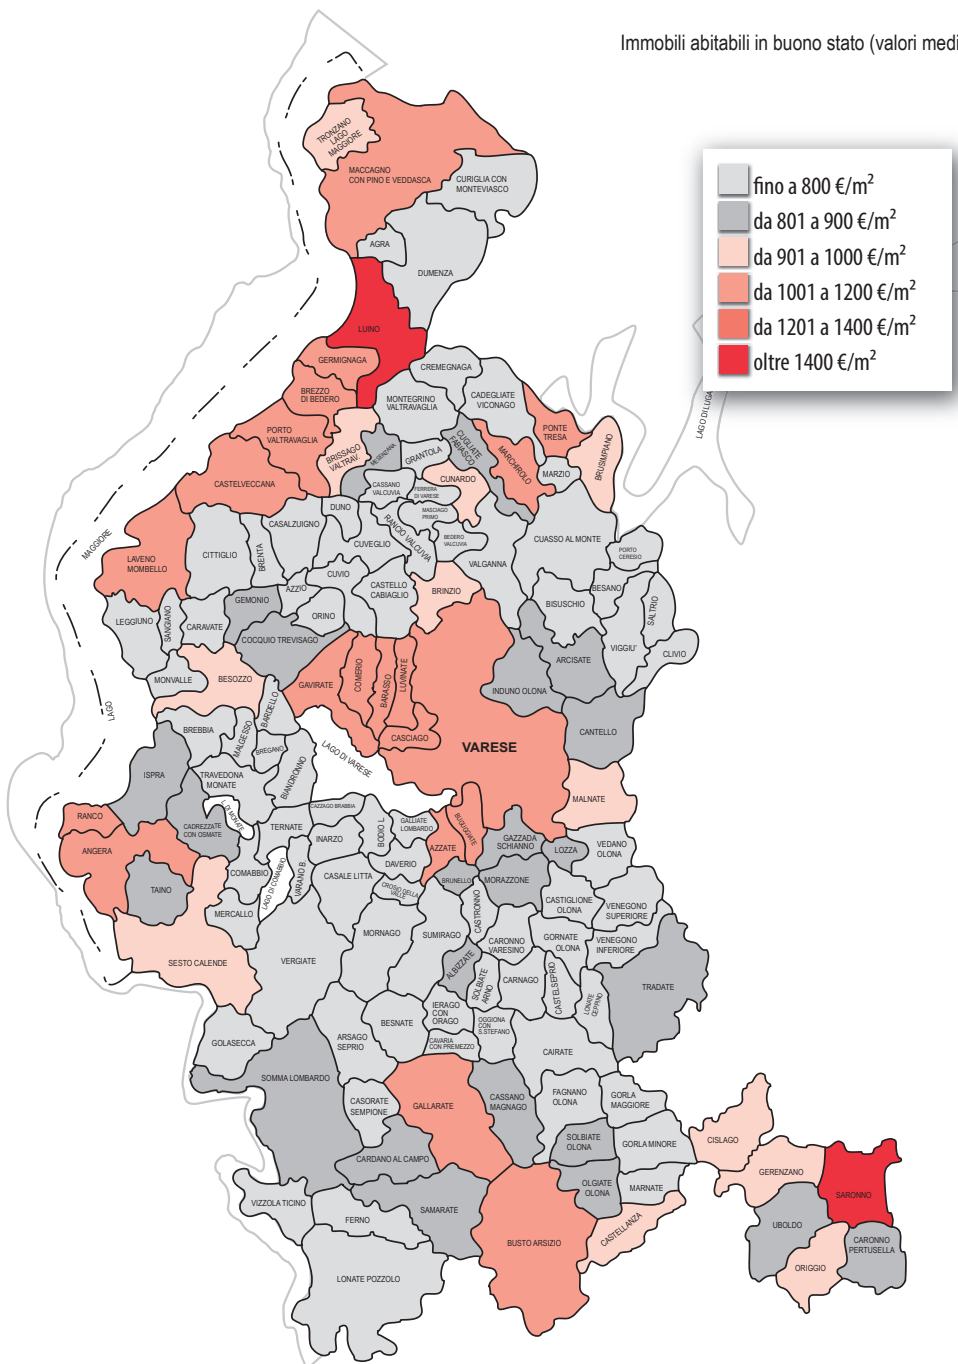 Immobili abitabili in buono stato (valori medi
fino a 800 €/m²
da 801 a 900 €/m²
da 901 a 1000 €/m²
da 1001 a 1200 €/m²
da 1201 a 1400 €/m²
oltre 1400 €/m²
TRONZANO
LAGO
MAGGIORE
MACCAGNO
CON PINO E VEDDASCA
CURIGLIA CON
MONTEVIASCO
AGRA
DUMENZA
LUINO
GERMIGNAGA
CREMEGNAGA
BREZZO
DI BEDERO
MONTEGRINO
VALTRAVAGLIA
CADEGLIATE
VICONAGO
LAGO DI LUGA
PORTO
VALTRAVAGLIA
BRISSAGO
VALTRAV.
MESENZANA
GRANTOLA
CUGLIATE
FABIASCO
MARCHIROLO
PONTE
TRESA
BRUSIMPIANO
MARZIO
CASTELVECCANA
CASSANO
VALCUVIA
FERRERA
DI VARESE
CUNARDO
MASCIAGO
PRIMO
DUNO
RANCIO VALCUVIA
BEDERO
VALCUVIA
CASALZUIGNO
CUVEGLIO
CUASSO AL MONTE
PORTO
CERESIO
MAGGIORE
LAVENO
MOMBELLO
CITTIGLIO
BRENTA
VALGANNA
CUVIO
AZZIO
CASTELLO
CABIAGLIO
BRINZIO
BESANO
BISUSCHIO
SALTRIO
LEGGIUNO
SANGIANO
CARAVATE
GEMONIO
ORINO
COCQUIO TREVISAGO
VIGGIU'
CLIVIO
ARCISATE
MONVALLE
BESOZZO
GAVIRATE
COMERIO
BARASSO
LUVINATE
INDUNO OLONA
LAGO
BREBBIA
MALGESSO
BARDELLO
BREGANO
CASCIAGO
VARESE
CANTELLO
LAGO DI VARESE
ISPRA
TRAVEDONA
MONATE
BIANDRONNO
L. DI MONATE
MALNATE
RANCO
CADREZZATE
CON OSMATE
TERNATE
CAZZAGO BRABBIA
INARZO
BODIO L.
GALLIATE
LOMBARDO
AZZATE
BUGUGGIATE
GAZZADA
SCHIANNO
LOZZA
VEDANO
OLONA
ANGERA
TAINO
COMABBIO
LAGO DI COMABBIO
VARANO B.
CASALE LITTA
DAVERIO
CROSIO DELLA
VALLE
BRUNELLO
MORAZZONE
MERCALLO
CASTRONNO
CASTIGLIONE
OLONA
VENEGONO
SUPERIORE
SESTO CALENDE
VERGIATE
MORNAGO
SUMIRAGO
CARONNO
VARESINO
GORNATE
OLONA
VENEGONO
INFERIORE
ALBIZZATE
SOLBIATE
ARNO
CARNAGO
CASTELSEPRIO
LONATE
CEPPINO
TRADATE
GOLASECCA
ARSAGO
SEPRIO
BESNATE
IERAGO
CON
ORAGO
OGGIONA
CON
S.STEFANO
CAVARIA
CON PREMEZZO
CAIRATE
SOMMA LOMBARDO
CASORATE
SEMPIONE
GALLARATE
CASSANO
MAGNAGO
FAGNANO
OLONA
GORLA
MAGGIORE
SOLBIATE
OLONA
GORLA MINORE
CISLAGO
CARDANO AL CAMPO
OLGIATE
OLONA
MARNATE
GERENZANO
SARONNO
VIZZOLA TICINO
FERNO
SAMARATE
BUSTO ARSIZIO
CASTELLANZA
UBOLDO
CARONNO
PERTUSELLA
ORIGGIO
LONATE POZZOLO